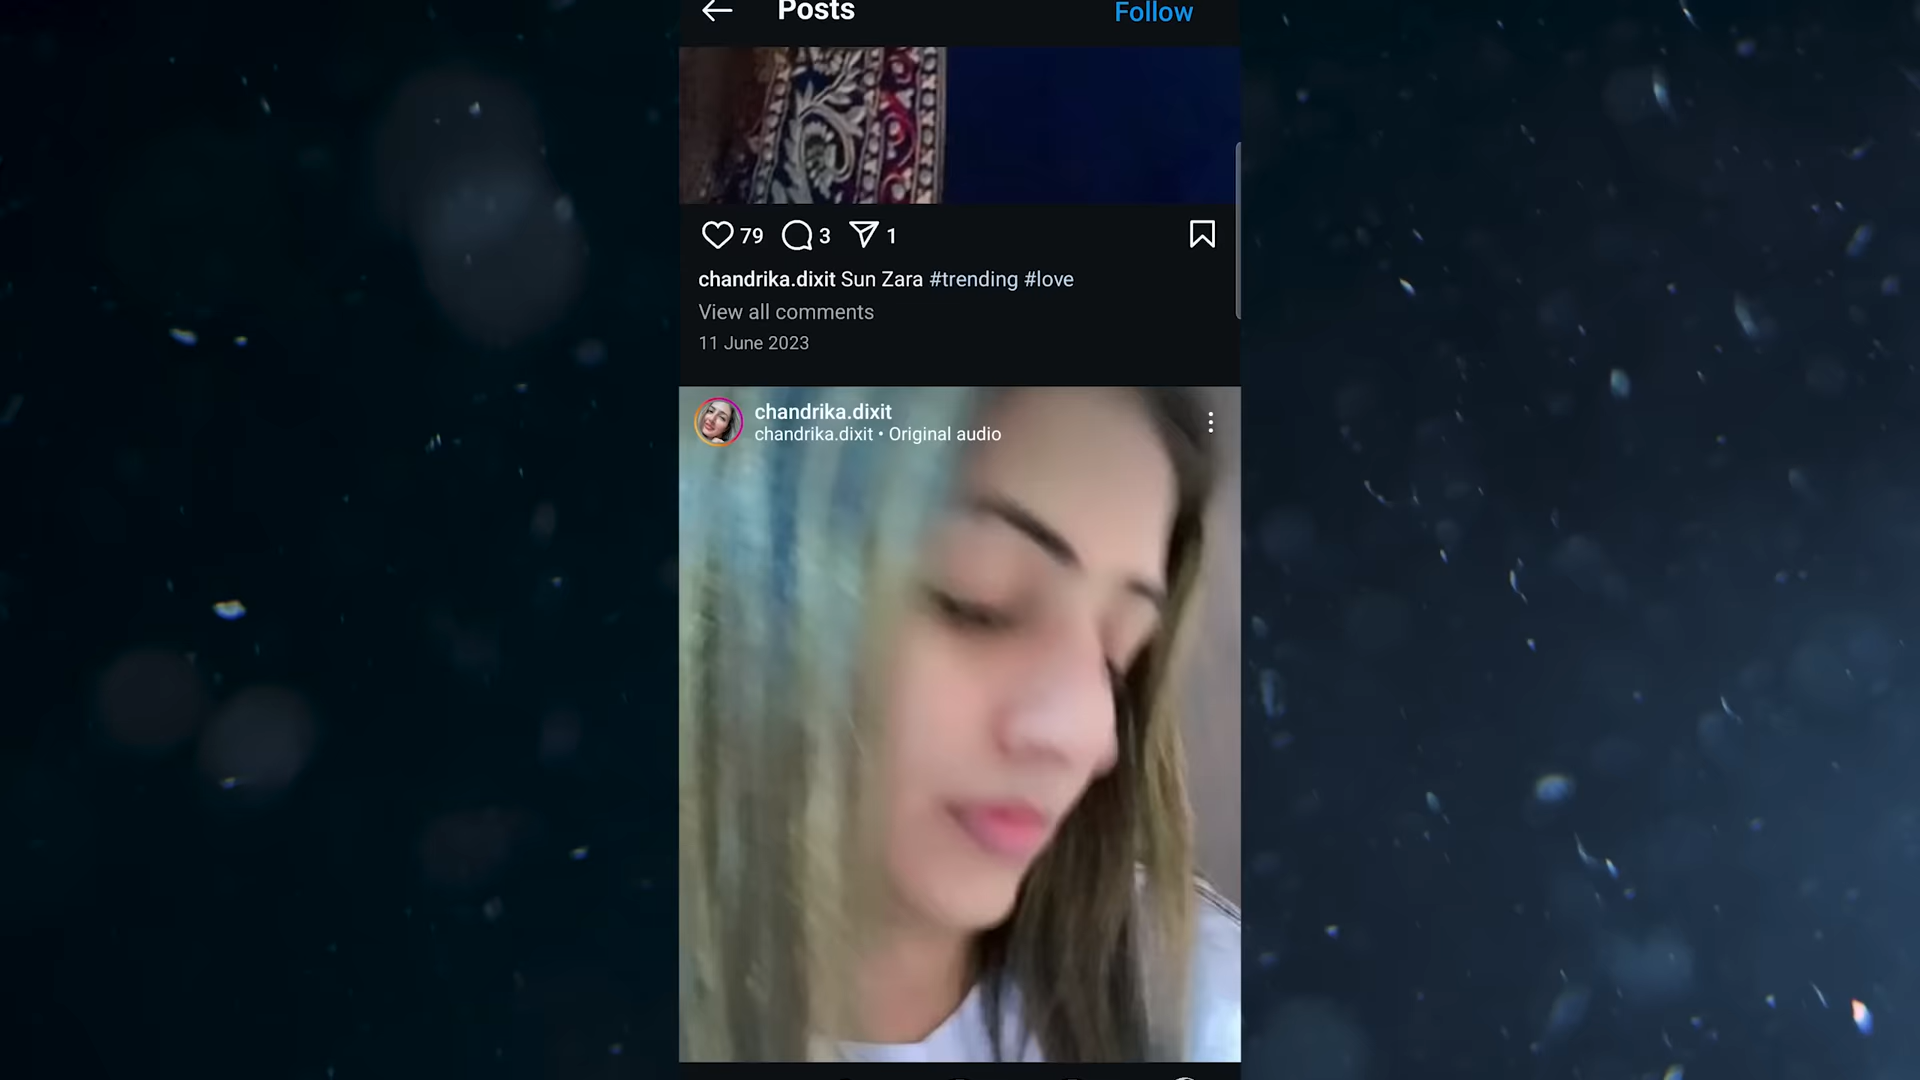 Posts
Follow
79 3 1
chandrika.dixit Sun Zara #trending #love
View all comments
11 June 2023
chandrika.dixit
chandrika.dixit • Original audio